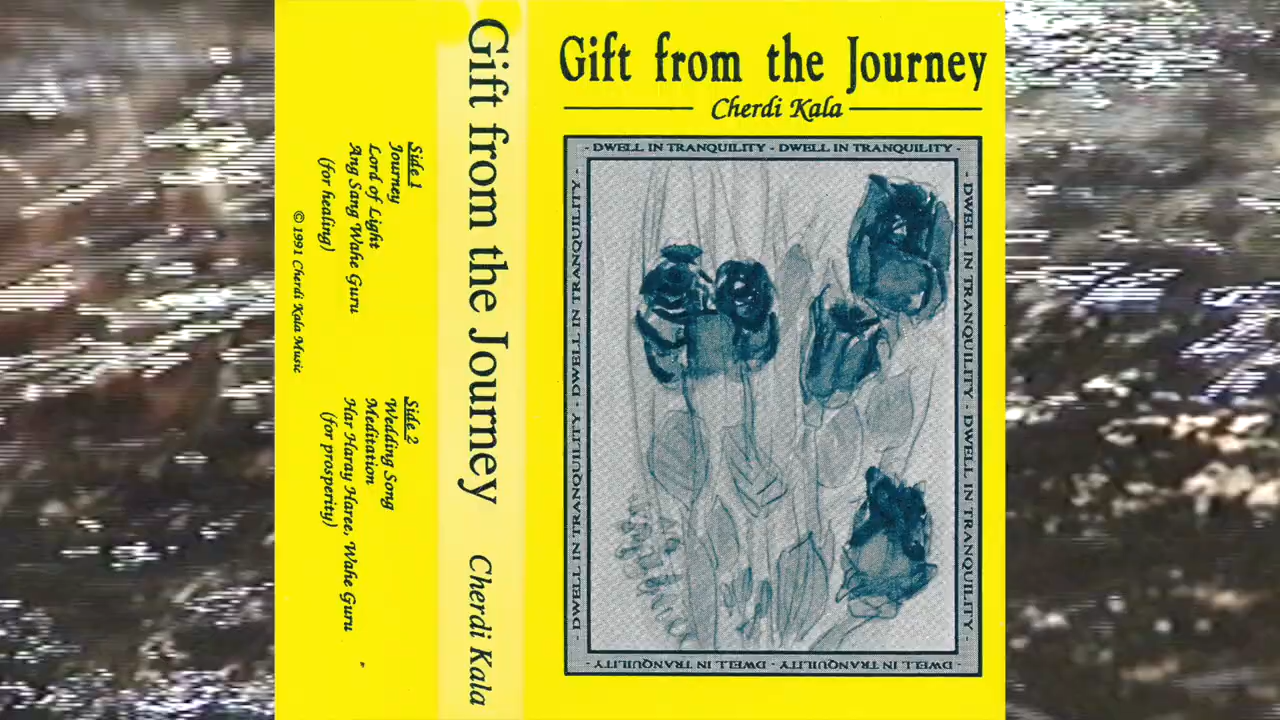 Gift from the Journey
Cherdi Kala
- DWELL IN TRANQUILITY - DWELL IN TRANQUILITY -
- DWELL IN TRANQUILITY - DWELL IN TRANQUILITY -
- DWELL IN TRANQUILITY - DWELL IN TRANQUILITY -
- DWELL IN TRANQUILITY - DWELL IN TRANQUILITY -
Gift from the Journey Cherdi Kala
Side 1
Journey
Lord of Light
Ang Sang Wahe Guru
(for healing)
Side 2
Wedding Song
Meditation
Har Haray Haree, Wahe Guru
(for prosperity)
© 1991 Cherdi Kala Music